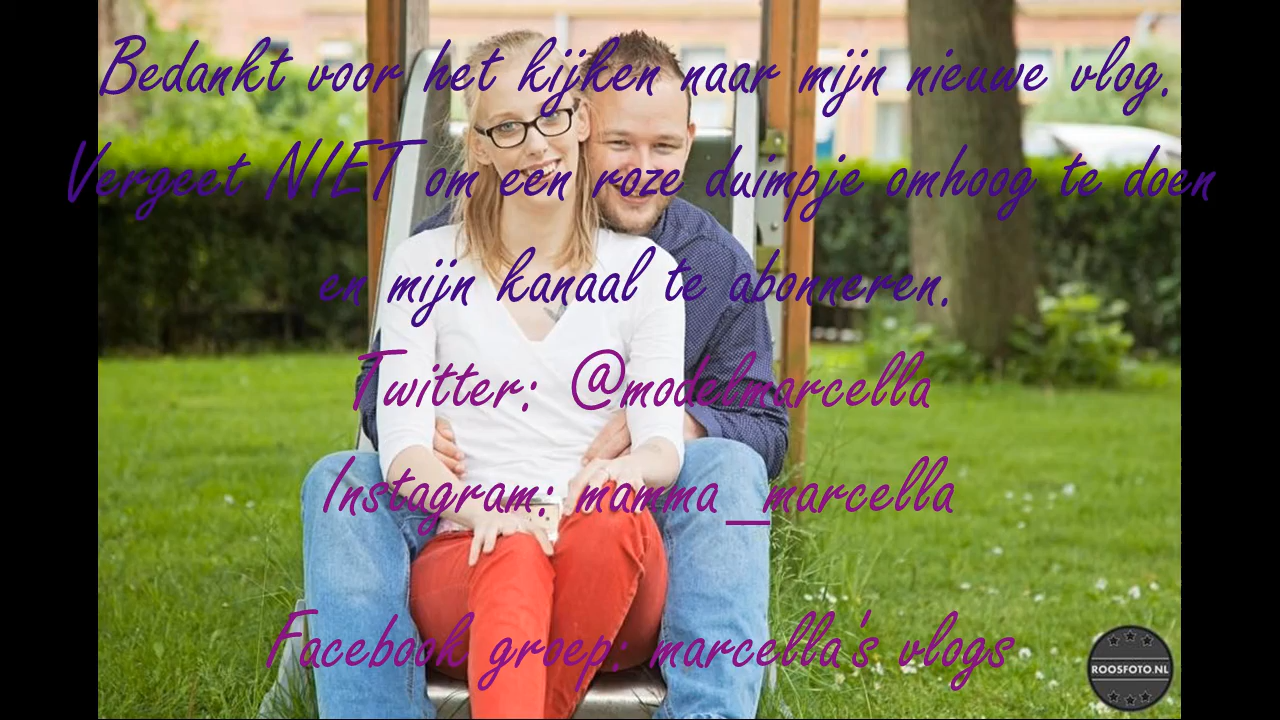 Bedankt voor het kijken naar mijn nieuwe vlog.
Vergeet NIET om een roze duimpje omhoog te doen
en mijn kanaal te abonneren.
Twitter: @modelmarcella
Instagram: mamma_marcella
Facebook groep: marcella's vlogs
ROOSFOTO.NL